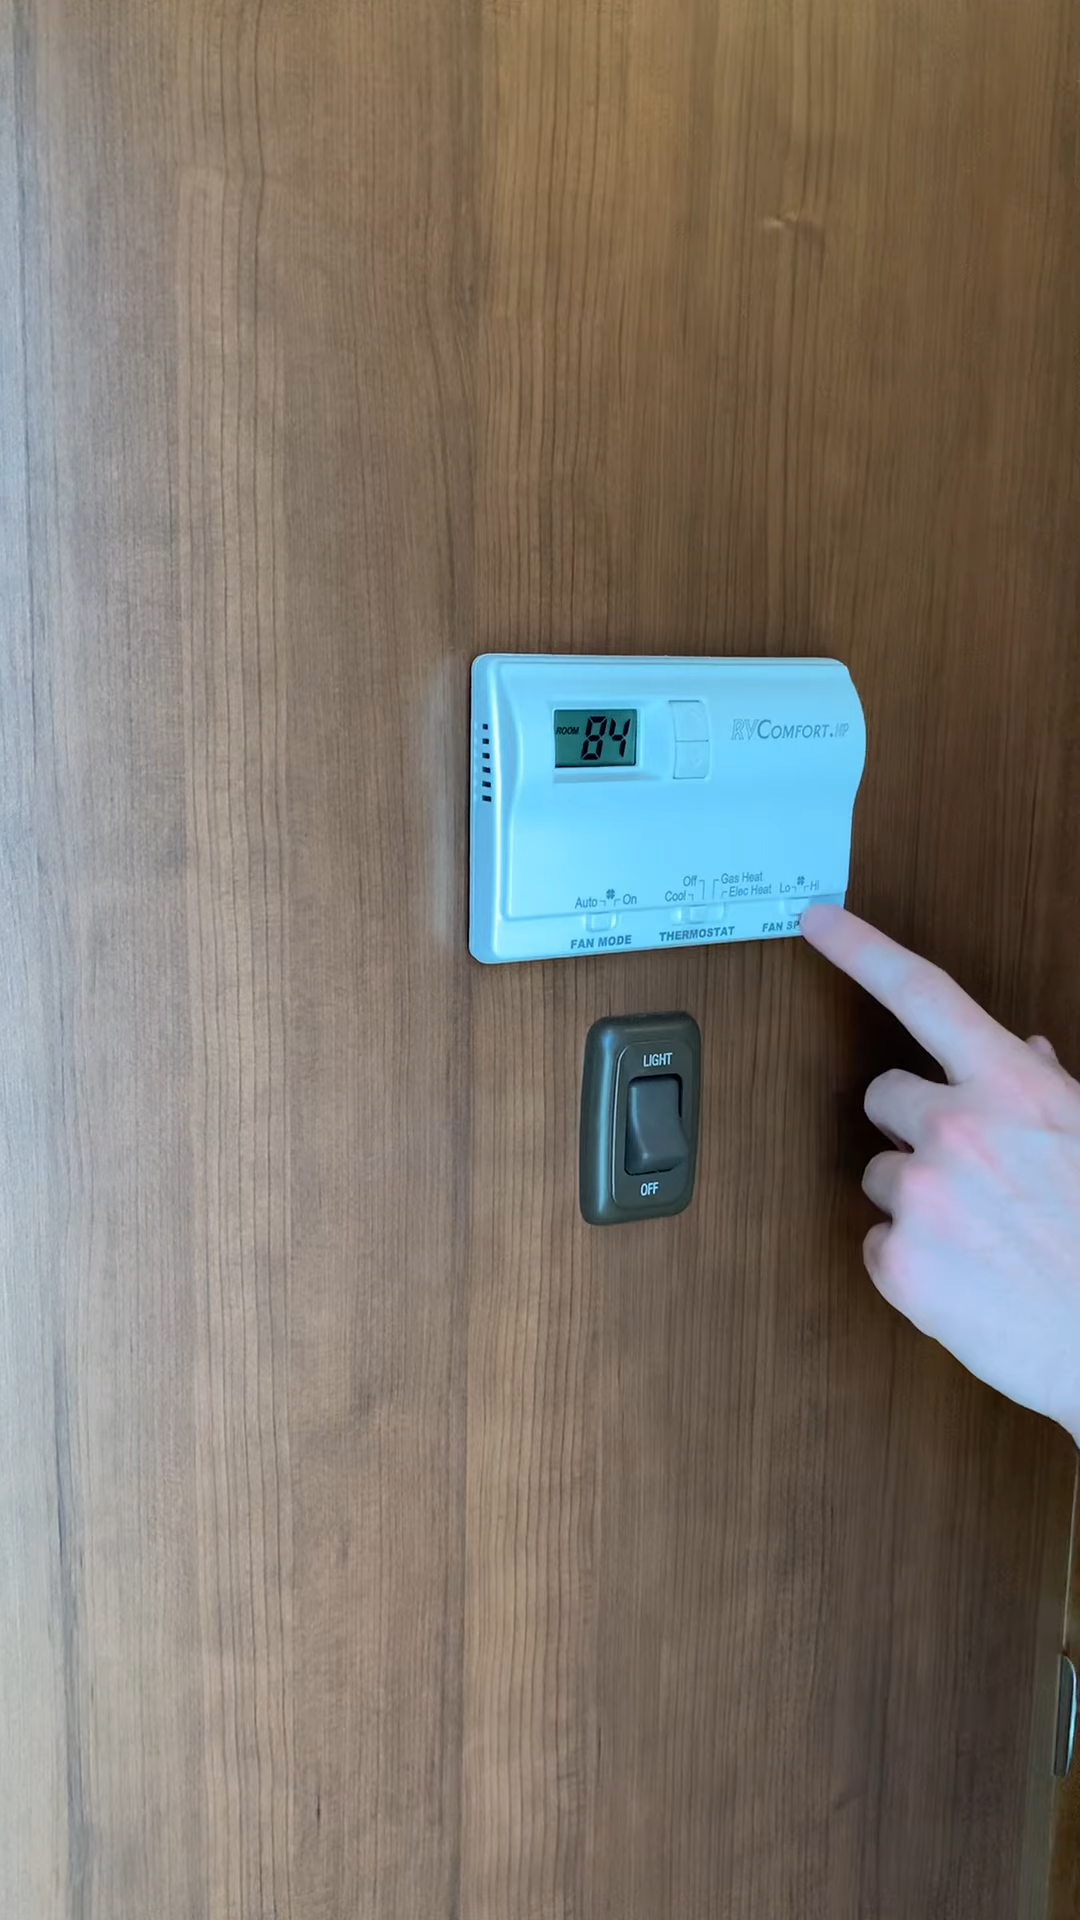 ROOM 84
RVCOMFORT.HP
Off Gas Heat
Auto On Cool Elec Heat Lo Hi
FAN MODE THERMOSTAT FAN
LIGHT
OFF